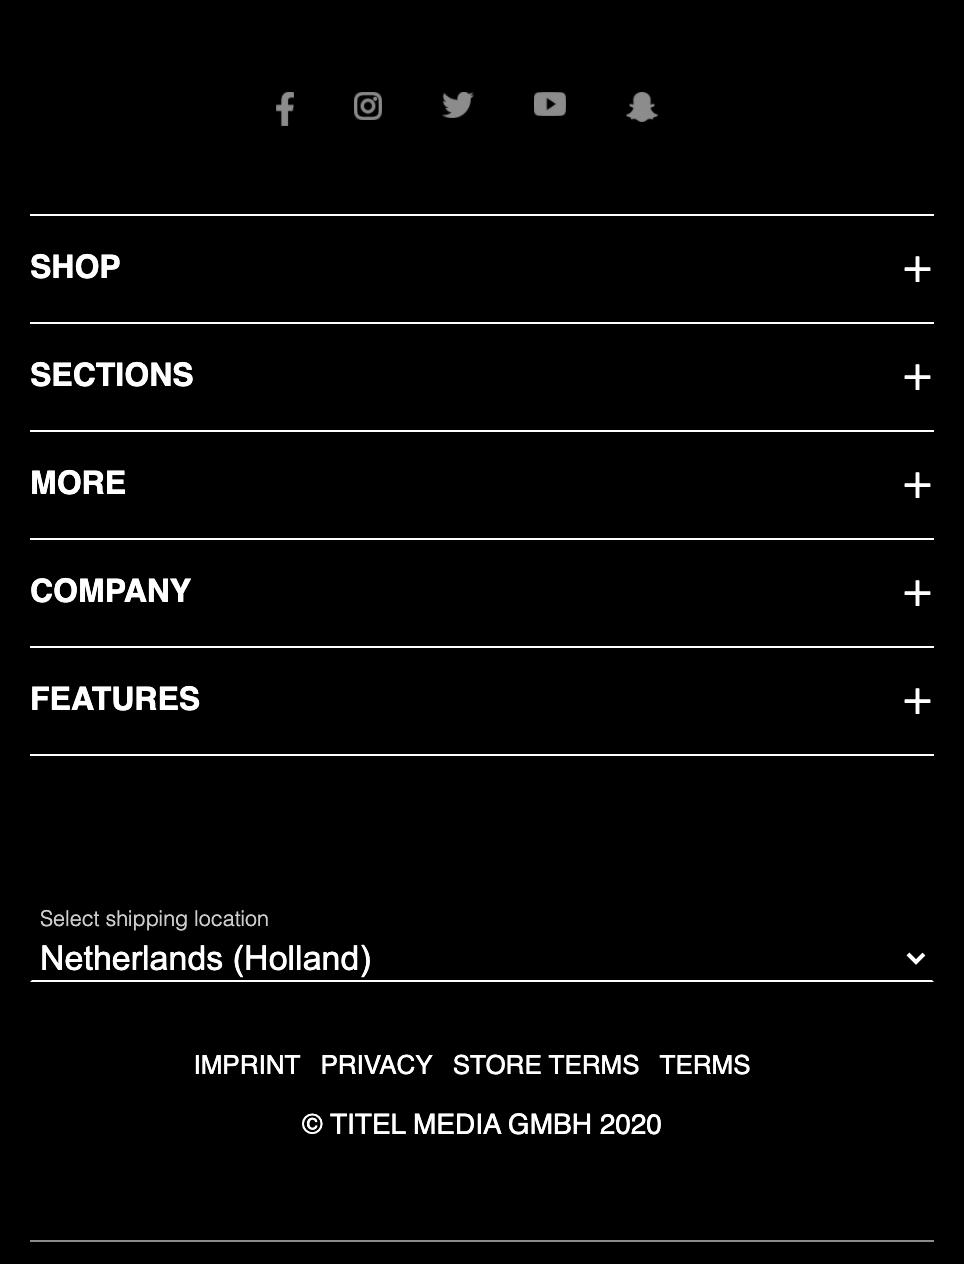 SHOP
SECTIONS
MORE
COMPANY
FEATURES
Select shipping location
Netherlands (Holland)
IMPRINT PRIVACY STORE TERMS TERMS
© TITEL MEDIA GMBH 2020